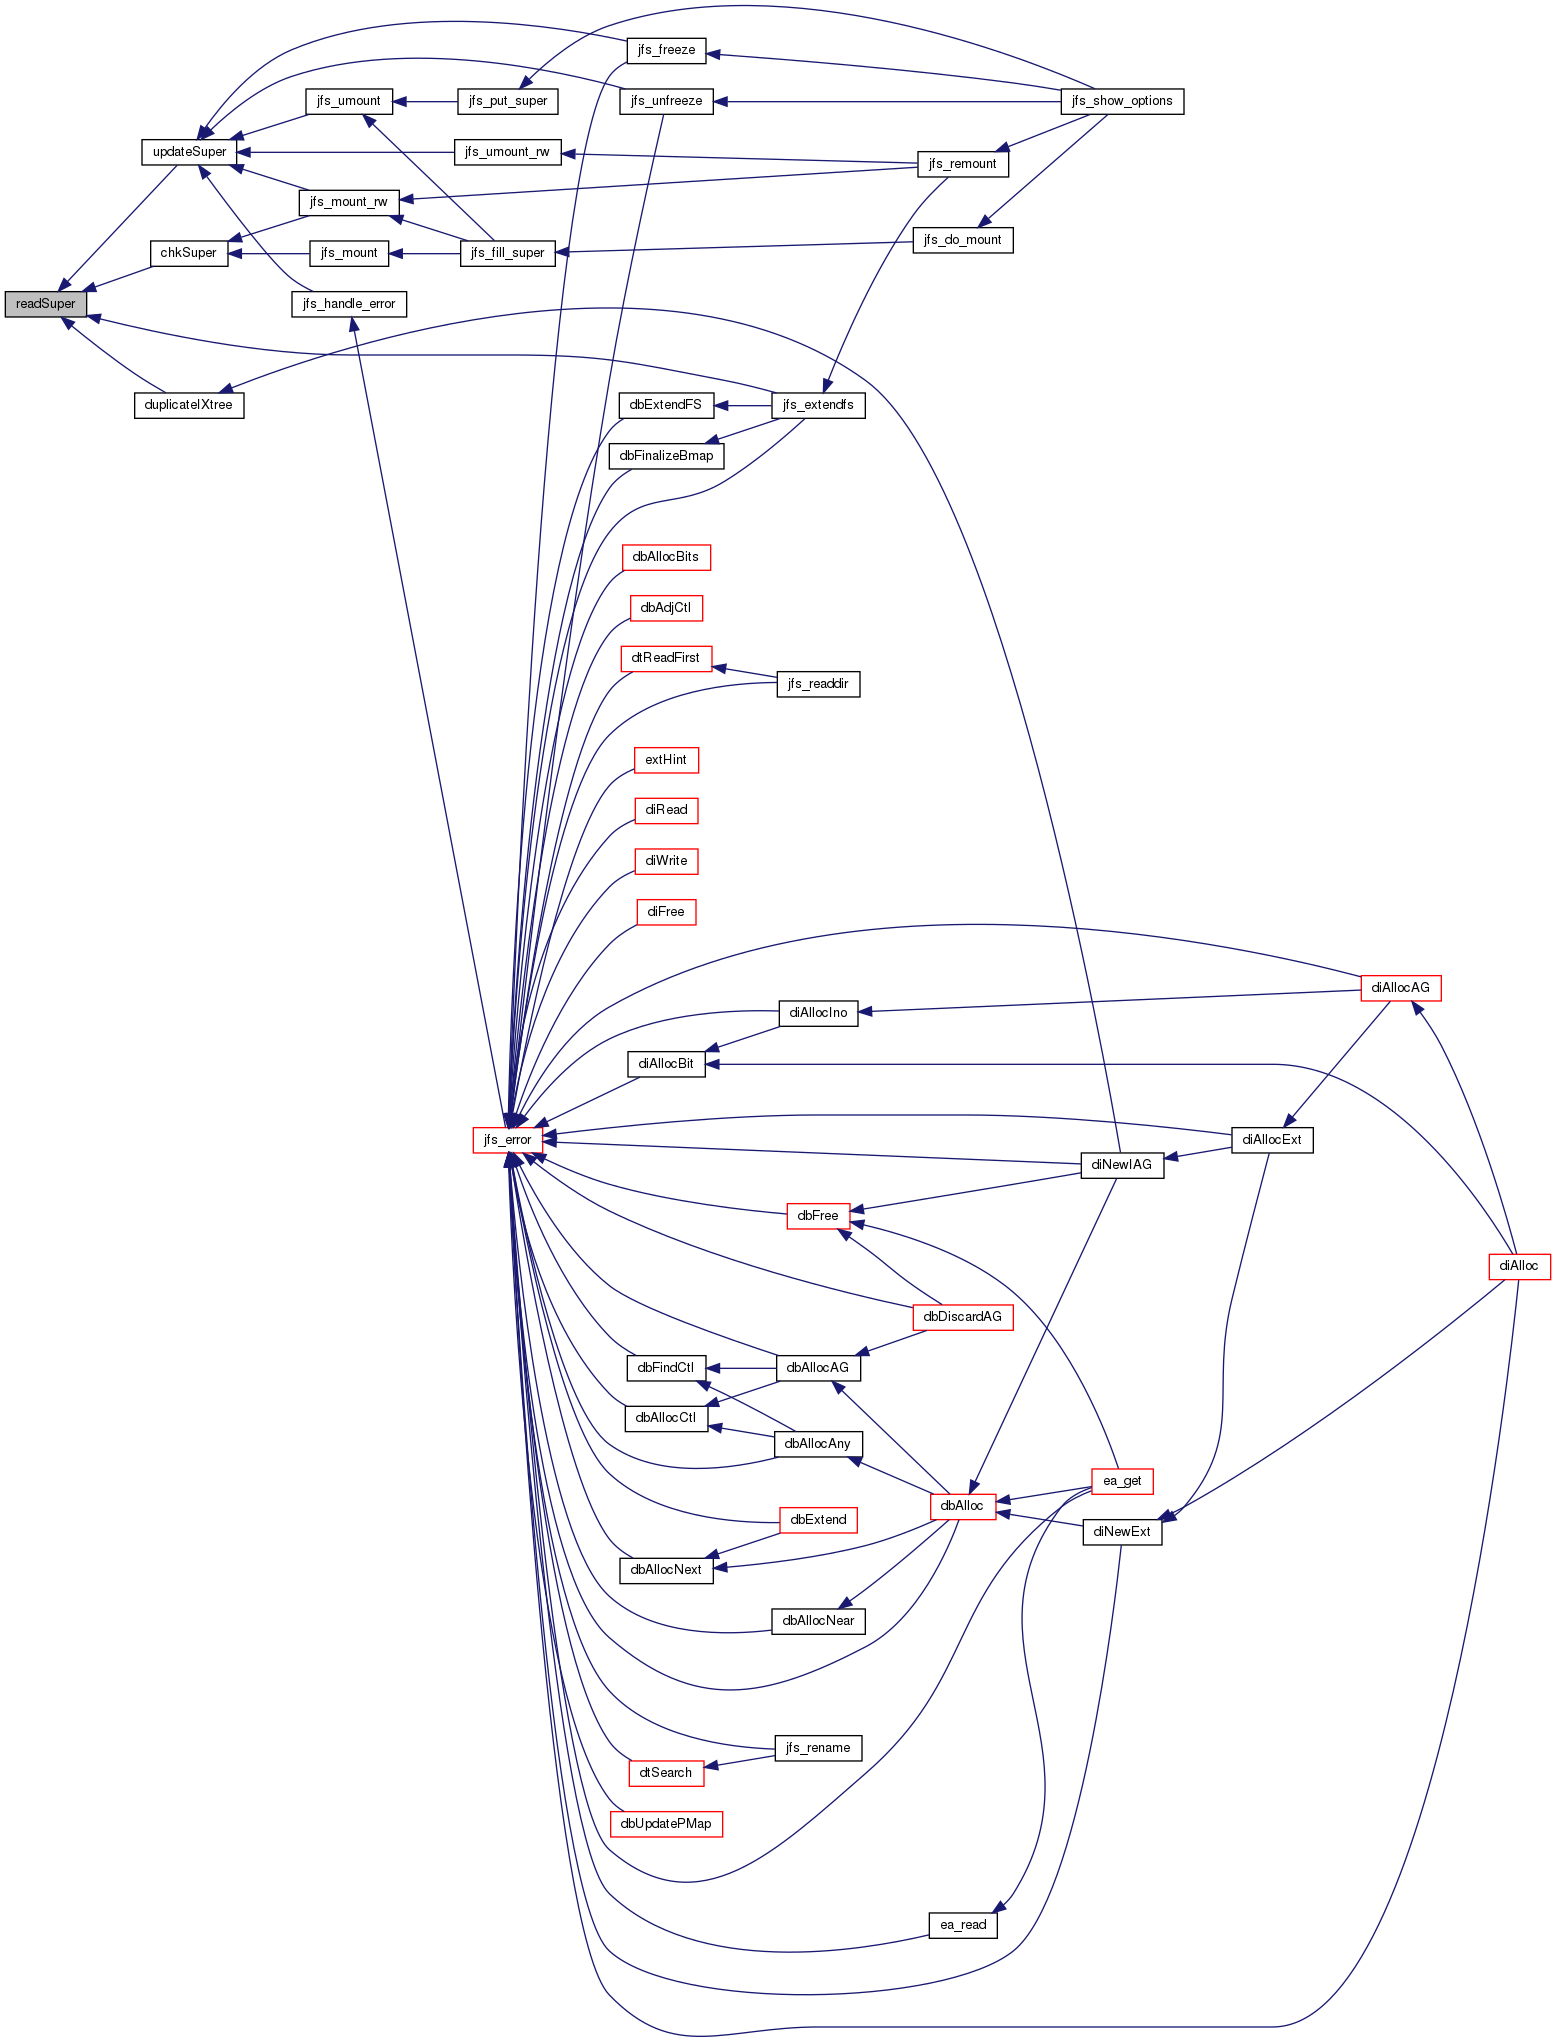 jfs_freeze
jfs_umount
jfs_put_super
jfs_unfreeze
jfs_show_options
updateSuper
jfs_umount_rw
jfs_remount
jfs_mount_rw
chkSuper
jfs_mount
jfs_fill_super
jfs_do_mount
readSuper
jfs_handle_error
duplicateIXtree
dbExtendFS
jfs_extendfs
dbFinalizeBmap
dbAllocBits
dbAdjCtl
dtReadFirst
jfs_readdir
extHint
diRead
diWrite
diFree
diAllocAG
diAllocIno
diAllocBit
jfs_error
diAllocExt
diNewIAG
dbFree
diAlloc
dbDiscardAG
dbFindCtl
dbAllocAG
dbAllocCtl
dbAllocAny
ea_get
dbAlloc
dbExtend
diNewExt
dbAllocNext
dbAllocNear
jfs_rename
dtSearch
dbUpdatePMap
ea_read